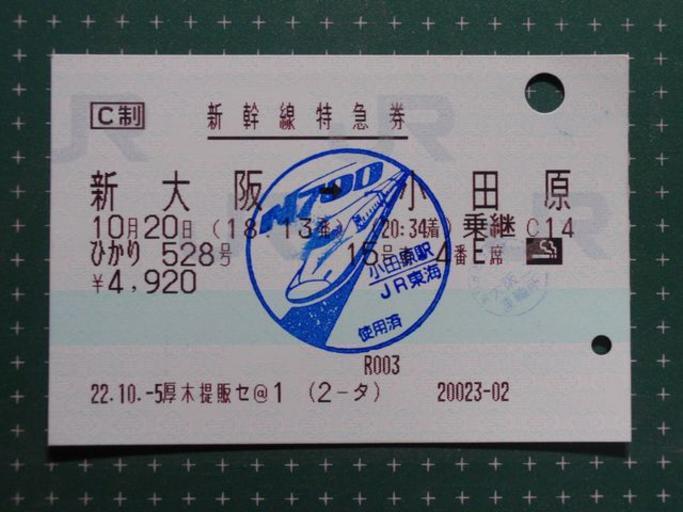 C制 新幹線特急券
新大阪 ➡ 小田原
10月20日 (18:13発) (20:34着) 乗継 C14
ひかり 528号 15号車 4番E席
¥4,920
N700
小田原駅
JR東海
使用済
R003
22.10.-5厚木提販セ@1 (2-タ) 20023-02